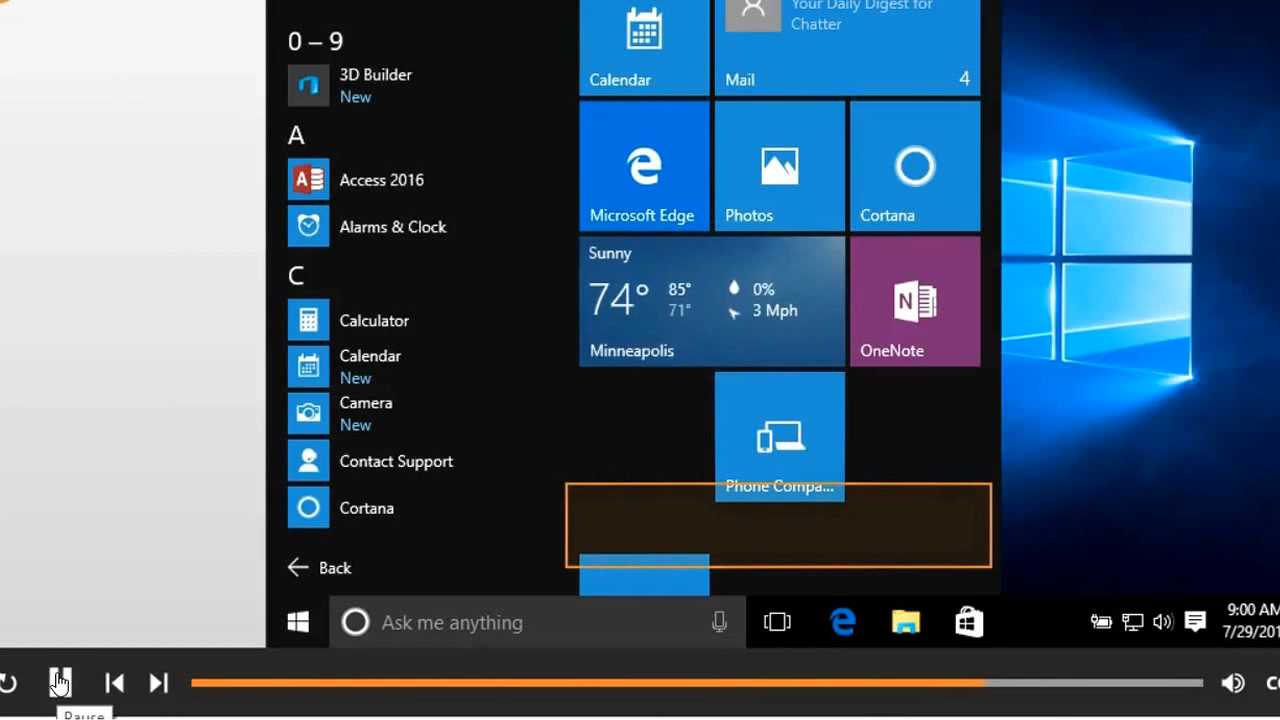 0 – 9
3D Builder
New
A
Access 2016
Alarms & Clock
C
Calculator
Calendar
New
Camera
New
Contact Support
Cortana
Back
Your Daily Digest for
Chatter
Calendar
Mail
4
Microsoft Edge
Photos
Cortana
Sunny
74° 85° 0%
71° 3 Mph
Minneapolis
OneNote
Phone Compa...
Ask me anything
9:00 AM
7/29/201
Pause